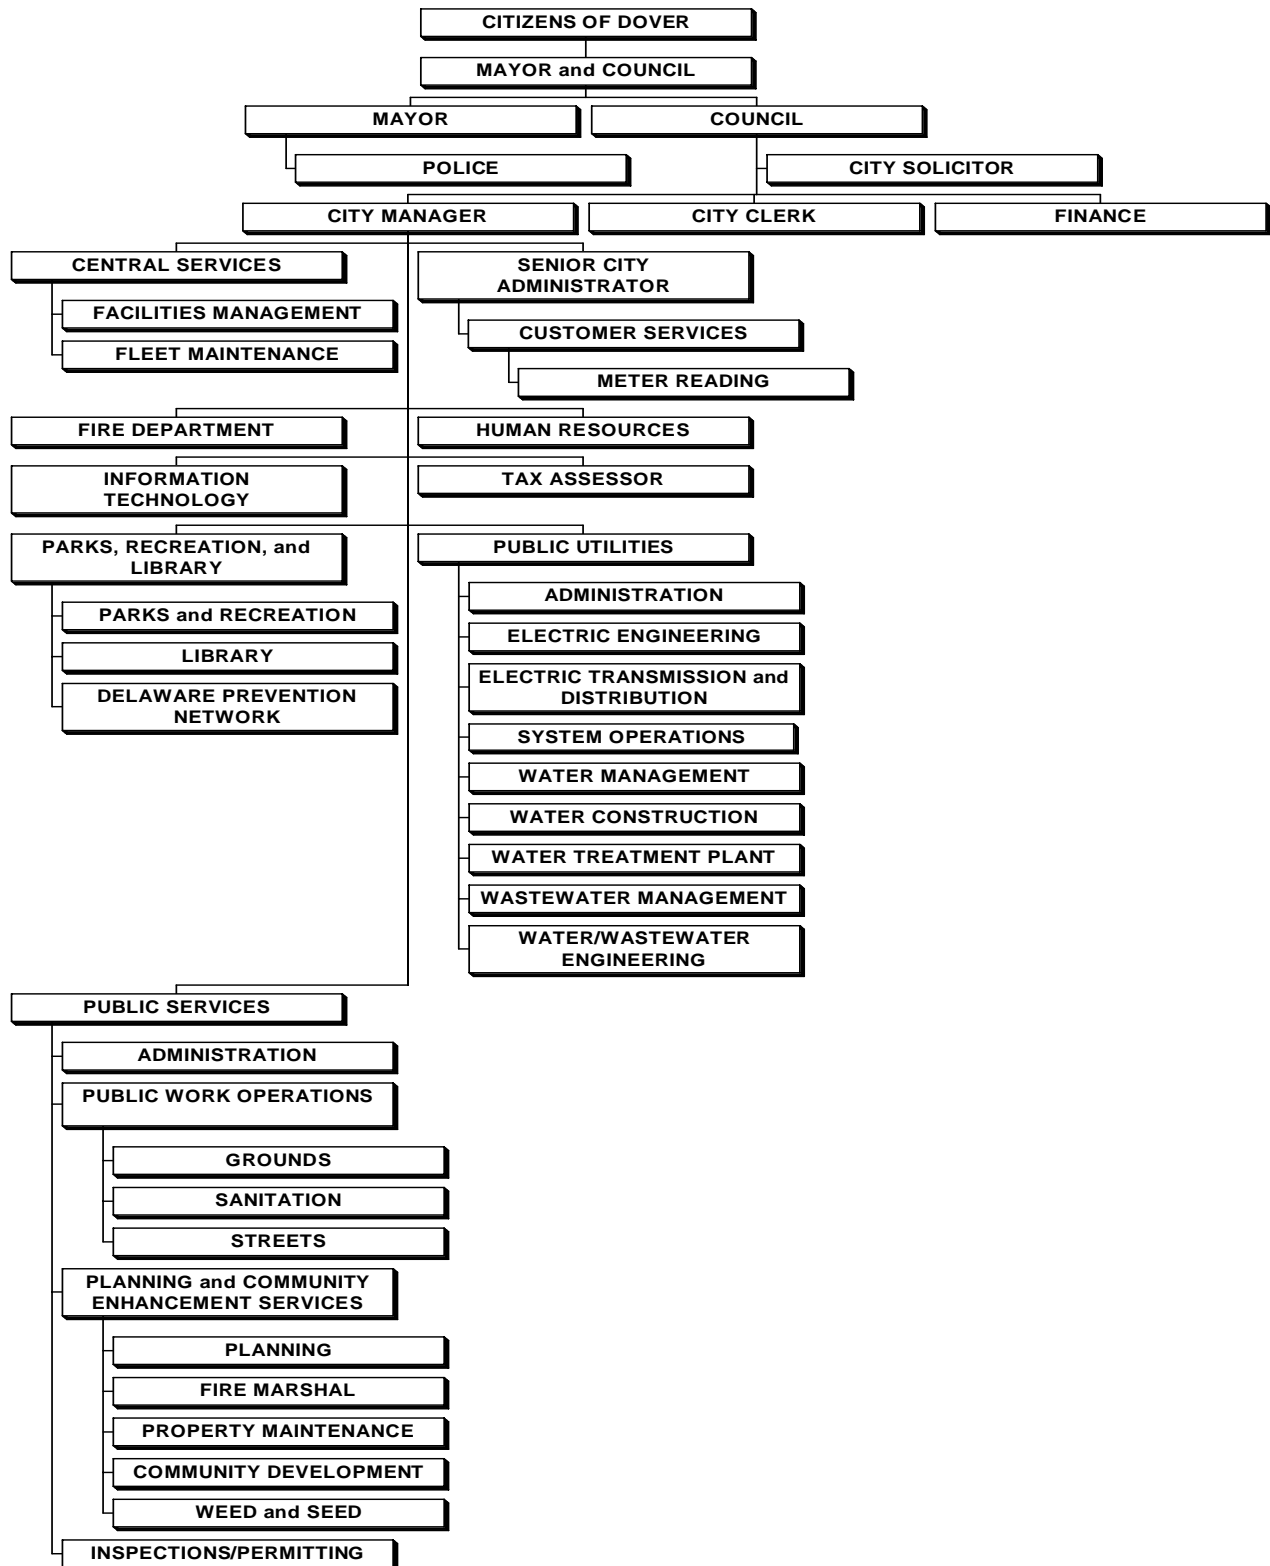 CITIZENS OF DOVER
MAYOR and COUNCIL
MAYOR
COUNCIL
POLICE
CITY SOLICITOR
CITY MANAGER
CITY CLERK
FINANCE
CENTRAL SERVICES
SENIOR CITY
ADMINISTRATOR
FACILITIES MANAGEMENT
CUSTOMER SERVICES
FLEET MAINTENANCE
METER READING
FIRE DEPARTMENT
HUMAN RESOURCES
INFORMATION
TECHNOLOGY
TAX ASSESSOR
PARKS, RECREATION, and
LIBRARY
PUBLIC UTILITIES
PARKS and RECREATION
LIBRARY
DELAWARE PREVENTION
NETWORK
ADMINISTRATION
ELECTRIC ENGINEERING
ELECTRIC TRANSMISSION and
DISTRIBUTION
SYSTEM OPERATIONS
WATER MANAGEMENT
WATER CONSTRUCTION
WATER TREATMENT PLANT
WASTEWATER MANAGEMENT
WATER/WASTEWATER
ENGINEERING
PUBLIC SERVICES
ADMINISTRATION
PUBLIC WORK OPERATIONS
GROUNDS
SANITATION
STREETS
PLANNING and COMMUNITY
ENHANCEMENT SERVICES
PLANNING
FIRE MARSHAL
PROPERTY MAINTENANCE
COMMUNITY DEVELOPMENT
WEED and SEED
INSPECTIONS/PERMITTING